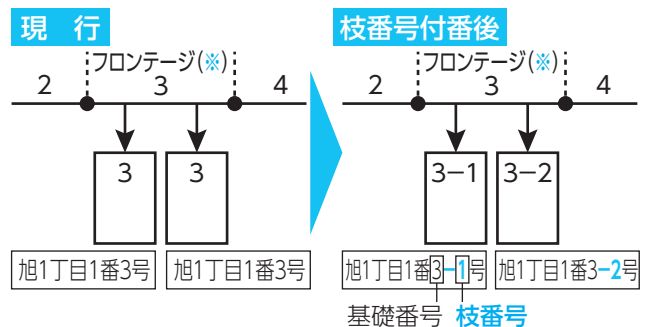 現 行
フロンテージ(※)
2 3 4
3 3
旭1丁目1番3号 旭1丁目1番3号
枝番号付番後
フロンテージ(※)
2 3 4
3−1 3−2
旭1丁目1番3−1号 旭1丁目1番3−2号
基礎番号 枝番号